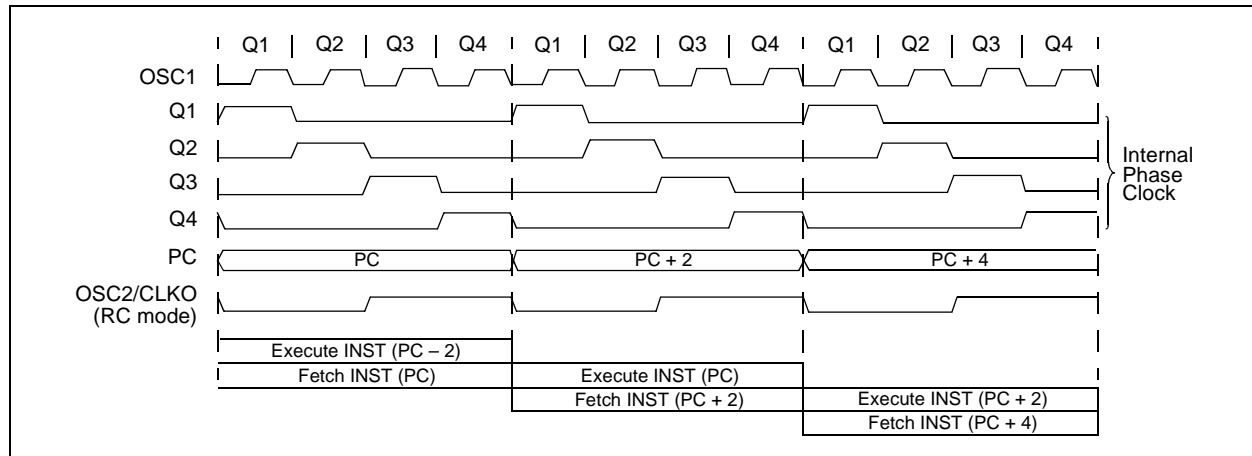 Q1 Q2 Q3 Q4 Q1 Q2 Q3 Q4 Q1 Q2 Q3 Q4
OSC1
Q1
Q2
Q3
Q4
Internal
Phase
Clock
PC PC PC + 2 PC + 4
OSC2/CLKO
(RC mode)
Execute INST (PC – 2)
Fetch INST (PC) Execute INST (PC)
Fetch INST (PC + 2) Execute INST (PC + 2)
Fetch INST (PC + 4)